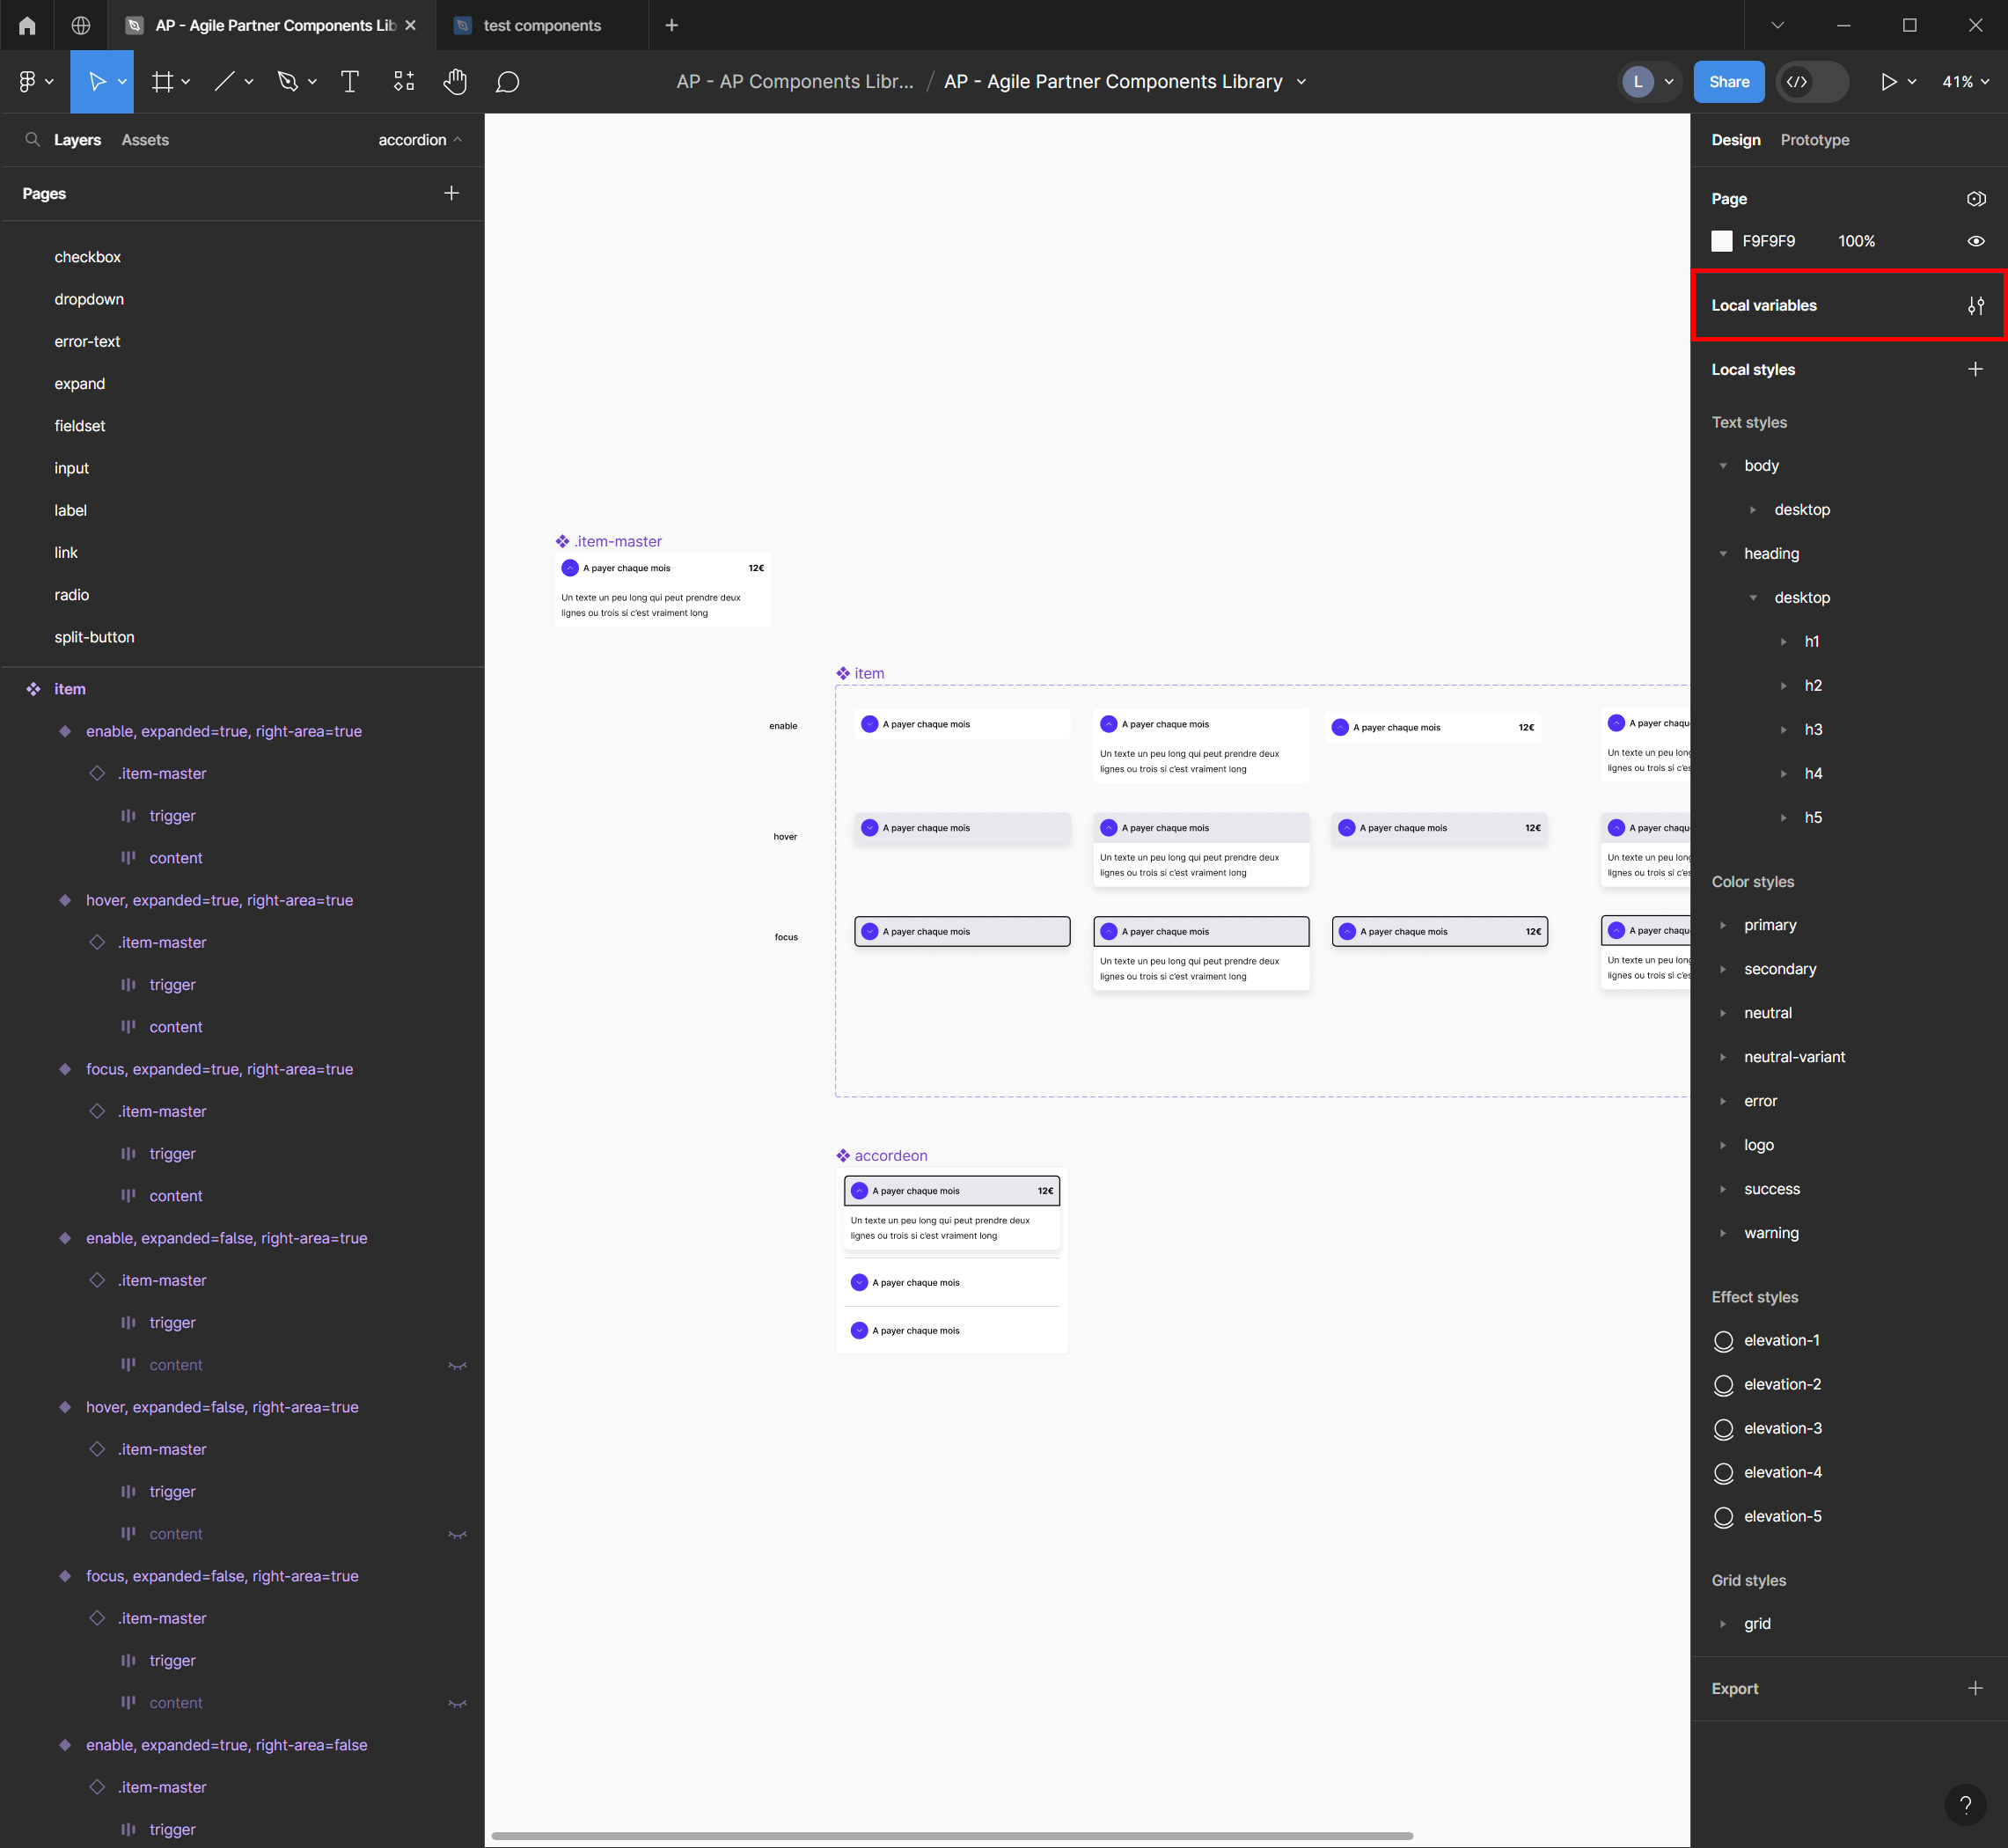 AP - Agile Partner Components Lib
test components
AP - AP Components Libr... / AP - Agile Partner Components Library
L
Share
41%
Layers
Assets
accordion
Pages
checkbox
dropdown
error-text
expand
fieldset
input
label
link
radio
split-button
item
enable, expanded=true, right-area=true
.item-master
trigger
content
hover, expanded=true, right-area=true
.item-master
trigger
content
focus, expanded=true, right-area=true
.item-master
trigger
content
enable, expanded=false, right-area=true
.item-master
trigger
content
hover, expanded=false, right-area=true
.item-master
trigger
content
focus, expanded=false, right-area=true
.item-master
trigger
content
enable, expanded=true, right-area=false
.item-master
trigger
.item-master
A payer chaque mois 12€
Un texte un peu long qui peut prendre deux
lignes ou trois si c'est vraiment long
item
enable
A payer chaque mois
A payer chaque mois
Un texte un peu long qui peut prendre deux
lignes ou trois si c'est vraiment long
A payer chaque mois 12€
A payer chaqu
Un texte un peu long
lignes ou trois si c'es
hover
A payer chaque mois
A payer chaque mois
Un texte un peu long qui peut prendre deux
lignes ou trois si c'est vraiment long
A payer chaque mois 12€
A payer chaqu
Un texte un peu long
lignes ou trois si c'es
focus
A payer chaque mois
A payer chaque mois
Un texte un peu long qui peut prendre deux
lignes ou trois si c'est vraiment long
A payer chaque mois 12€
A payer chaqu
Un texte un peu long
lignes ou trois si c'es
accordeon
A payer chaque mois 12€
Un texte un peu long qui peut prendre deux
lignes ou trois si c'est vraiment long
A payer chaque mois
A payer chaque mois
Design
Prototype
Page
F9F9F9 100%
Local variables
Local styles
Text styles
body
desktop
heading
desktop
h1
h2
h3
h4
h5
Color styles
primary
secondary
neutral
neutral-variant
error
logo
success
warning
Effect styles
elevation-1
elevation-2
elevation-3
elevation-4
elevation-5
Grid styles
grid
Export
?